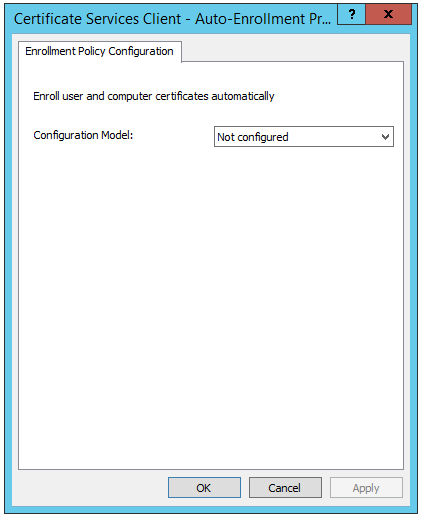 Certificate Services Client - Auto-Enrollment Pr...
? x
Enrollment Policy Configuration
Enroll user and computer certificates automatically
Configuration Model:
Not configured
OK
Cancel
Apply